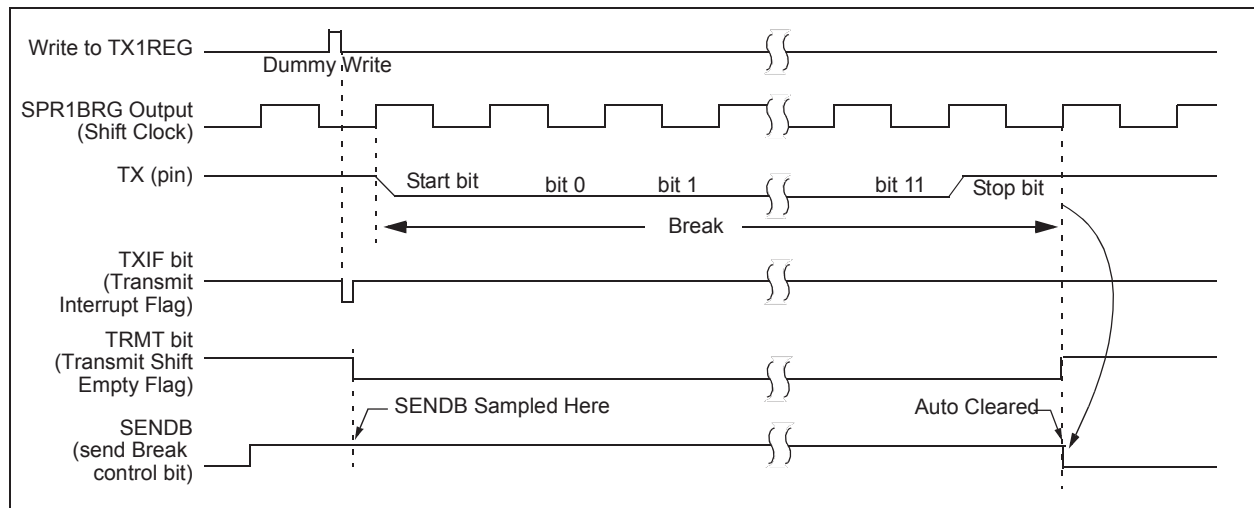 Write to TX1REG
Dummy Write
SPR1BRG Output
(Shift Clock)
TX (pin)
Start bit
bit 0
bit 1
bit 11
Stop bit
Break
TXIF bit
(Transmit
Interrupt Flag)
TRMT bit
(Transmit Shift
Empty Flag)
SENDB Sampled Here
Auto Cleared
SENDB
(send Break
control bit)